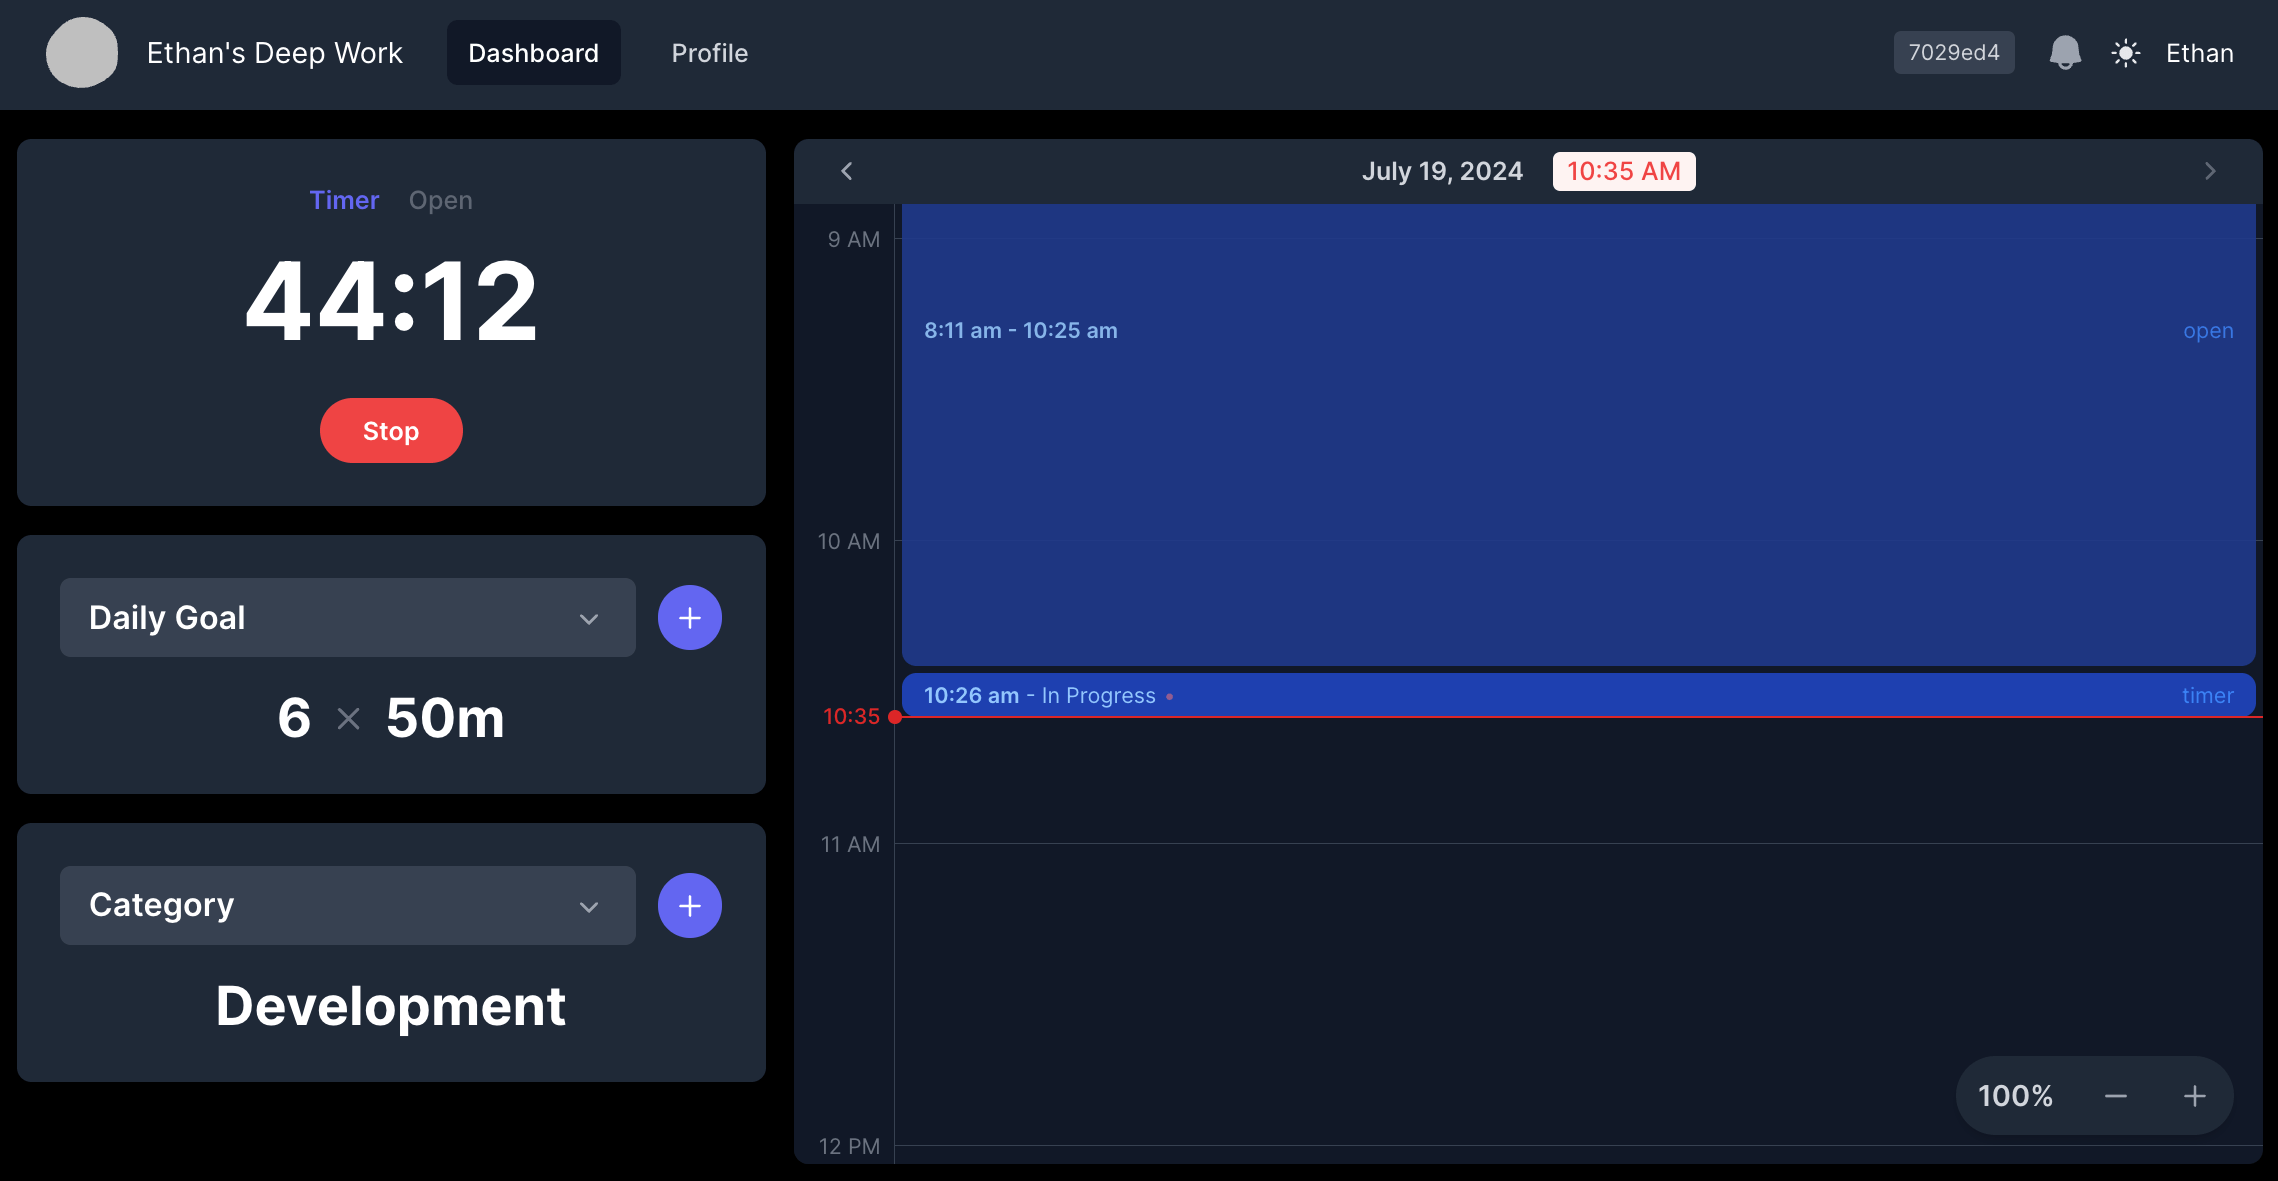 Ethan's Deep Work
Dashboard
Profile
7029ed4
Ethan
Timer
Open
44:12
Stop
Daily Goal
+
6 × 50m
Category
+
Development
July 19, 2024
10:35 AM
9 AM
8:11 am - 10:25 am
open
10 AM
10:26 am - In Progress
timer
10:35
11 AM
12 PM
100% − +